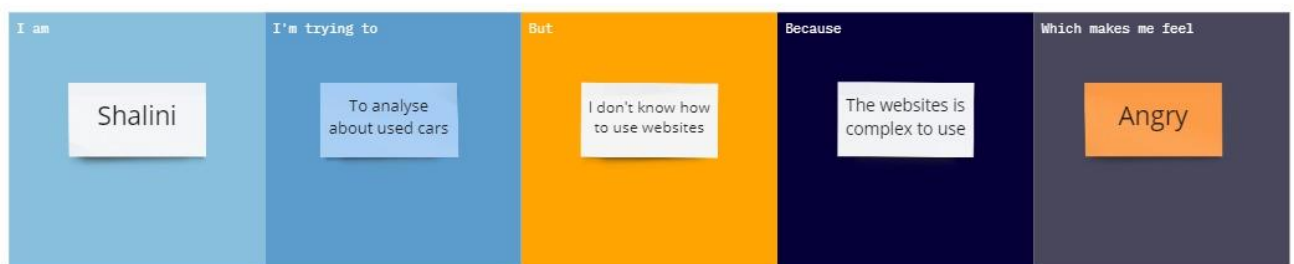 I am
I'm trying to
But
Because
Which makes me feel
Shalini
To analyse
about used cars
I don't know how
to use websites
The websites is
complex to use
Angry